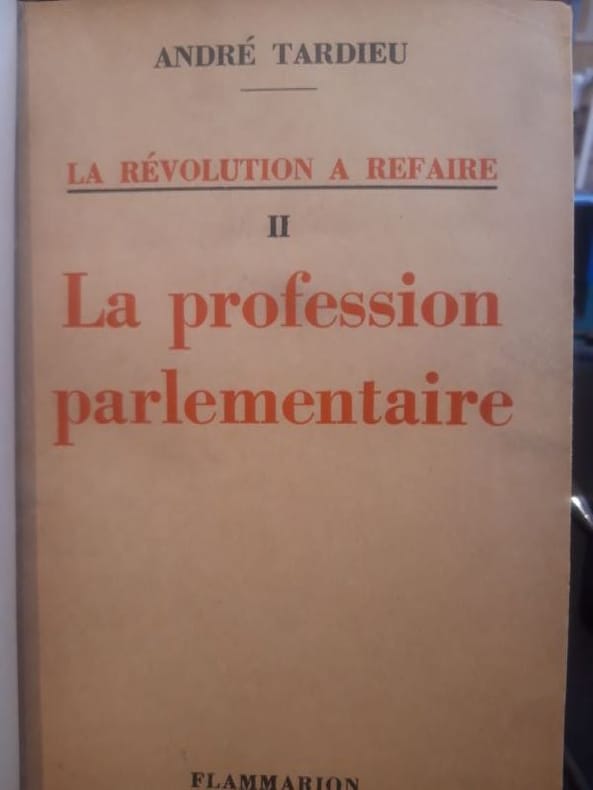 ANDRÉ TARDIEU
LA RÉVOLUTION A REFAIRE
II
La profession
parlementaire
FLAMMARION